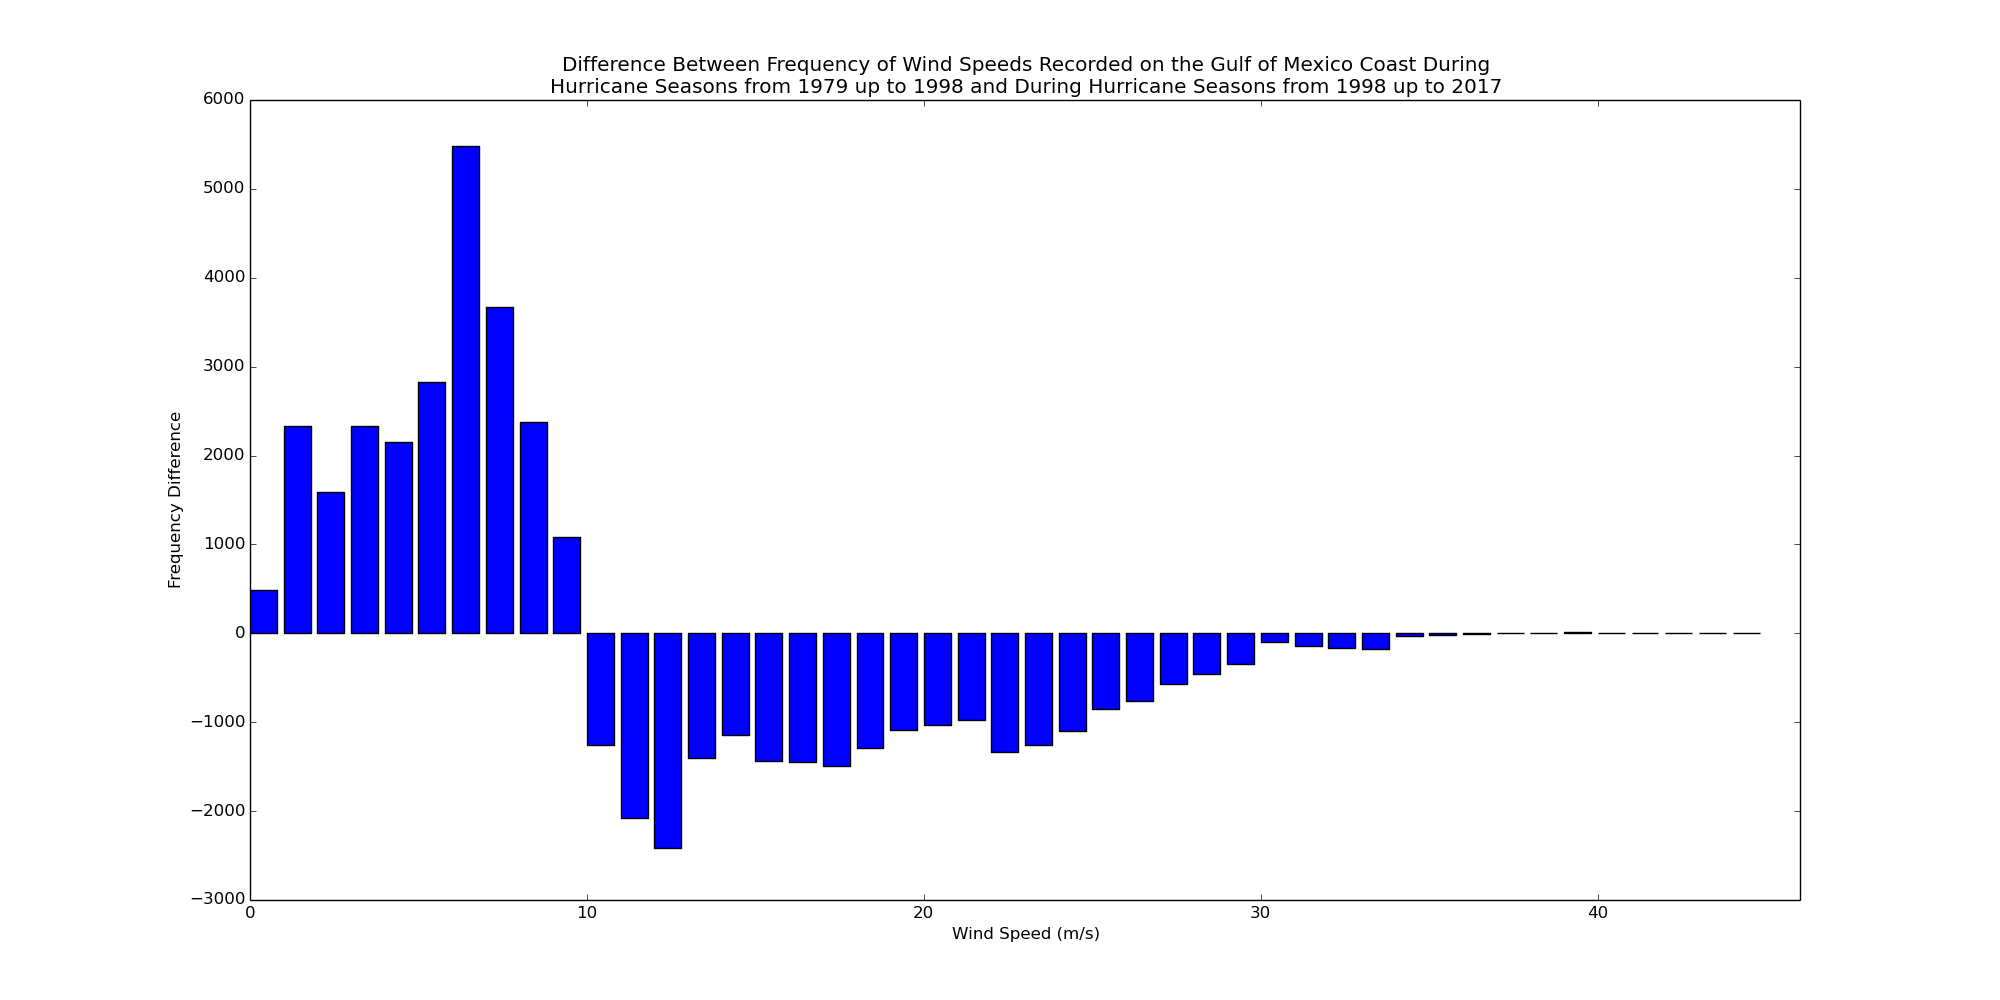 Difference Between Frequency of Wind Speeds Recorded on the Gulf of Mexico Coast During
Hurricane Seasons from 1979 up to 1998 and During Hurricane Seasons from 1998 up to 2017
6000
5000
4000
3000
2000
1000
0
−1000
−2000
−3000
Frequency Difference
0 10 20 30 40
Wind Speed (m/s)